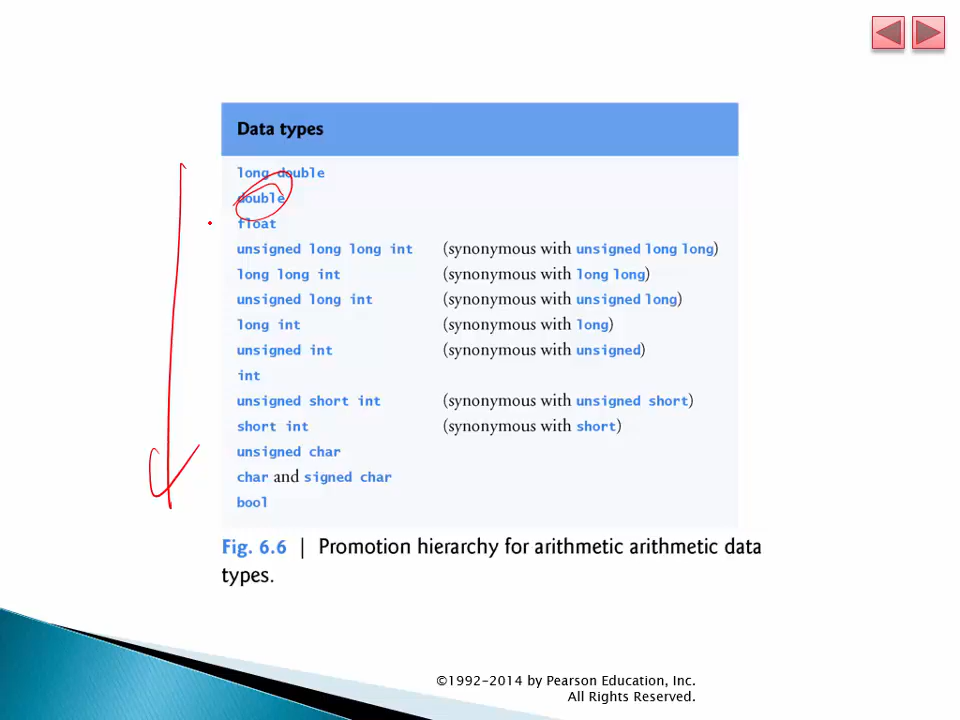 Data types
long double
double
float
unsigned long long int (synonymous with unsigned long long)
long long int (synonymous with long long)
unsigned long int (synonymous with unsigned long)
long int (synonymous with long)
unsigned int (synonymous with unsigned)
int
unsigned short int (synonymous with unsigned short)
short int (synonymous with short)
unsigned char
char and signed char
bool
Fig. 6.6 | Promotion hierarchy for arithmetic arithmetic data
types.
©1992-2014 by Pearson Education, Inc.
All Rights Reserved.